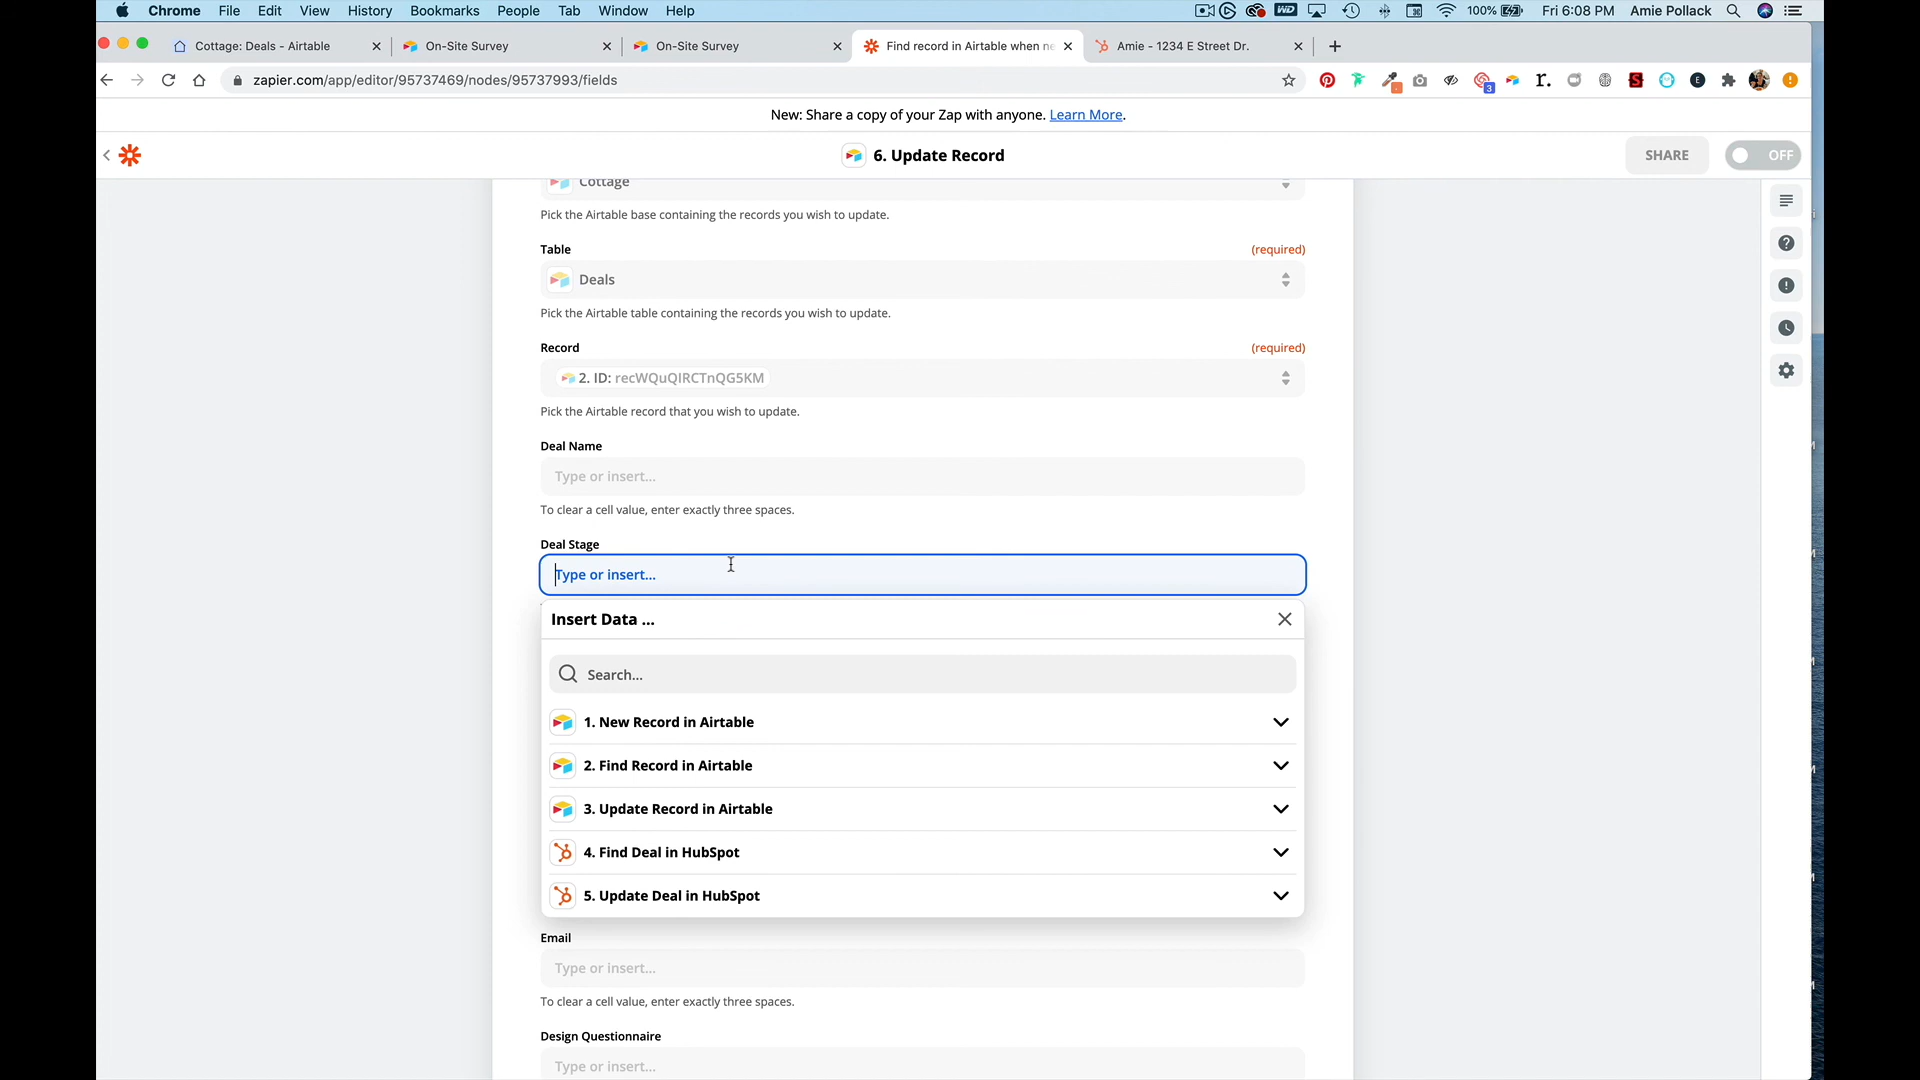 Chrome File Edit View History Bookmarks People Tab Window Help
100% Fri 6:08 PM Amie Pollack
Cottage: Deals - Airtable
On-Site Survey
On-Site Survey
Find record in Airtable when ne
Amie - 1234 E Street Dr.
zapier.com/app/editor/95737469/nodes/95737993/fields
New: Share a copy of your Zap with anyone. Learn More.
6. Update Record
SHARE
OFF
Cottage
Pick the Airtable base containing the records you wish to update.
Table (required)
Deals
Pick the Airtable table containing the records you wish to update.
Record (required)
2. ID: recWQuQIRCTnQG5KM
Pick the Airtable record that you wish to update.
Deal Name
Type or insert...
To clear a cell value, enter exactly three spaces.
Deal Stage
Type or insert...
Insert Data ...
Search...
1. New Record in Airtable
2. Find Record in Airtable
3. Update Record in Airtable
4. Find Deal in HubSpot
5. Update Deal in HubSpot
Email
Type or insert...
To clear a cell value, enter exactly three spaces.
Design Questionnaire
Type or insert...